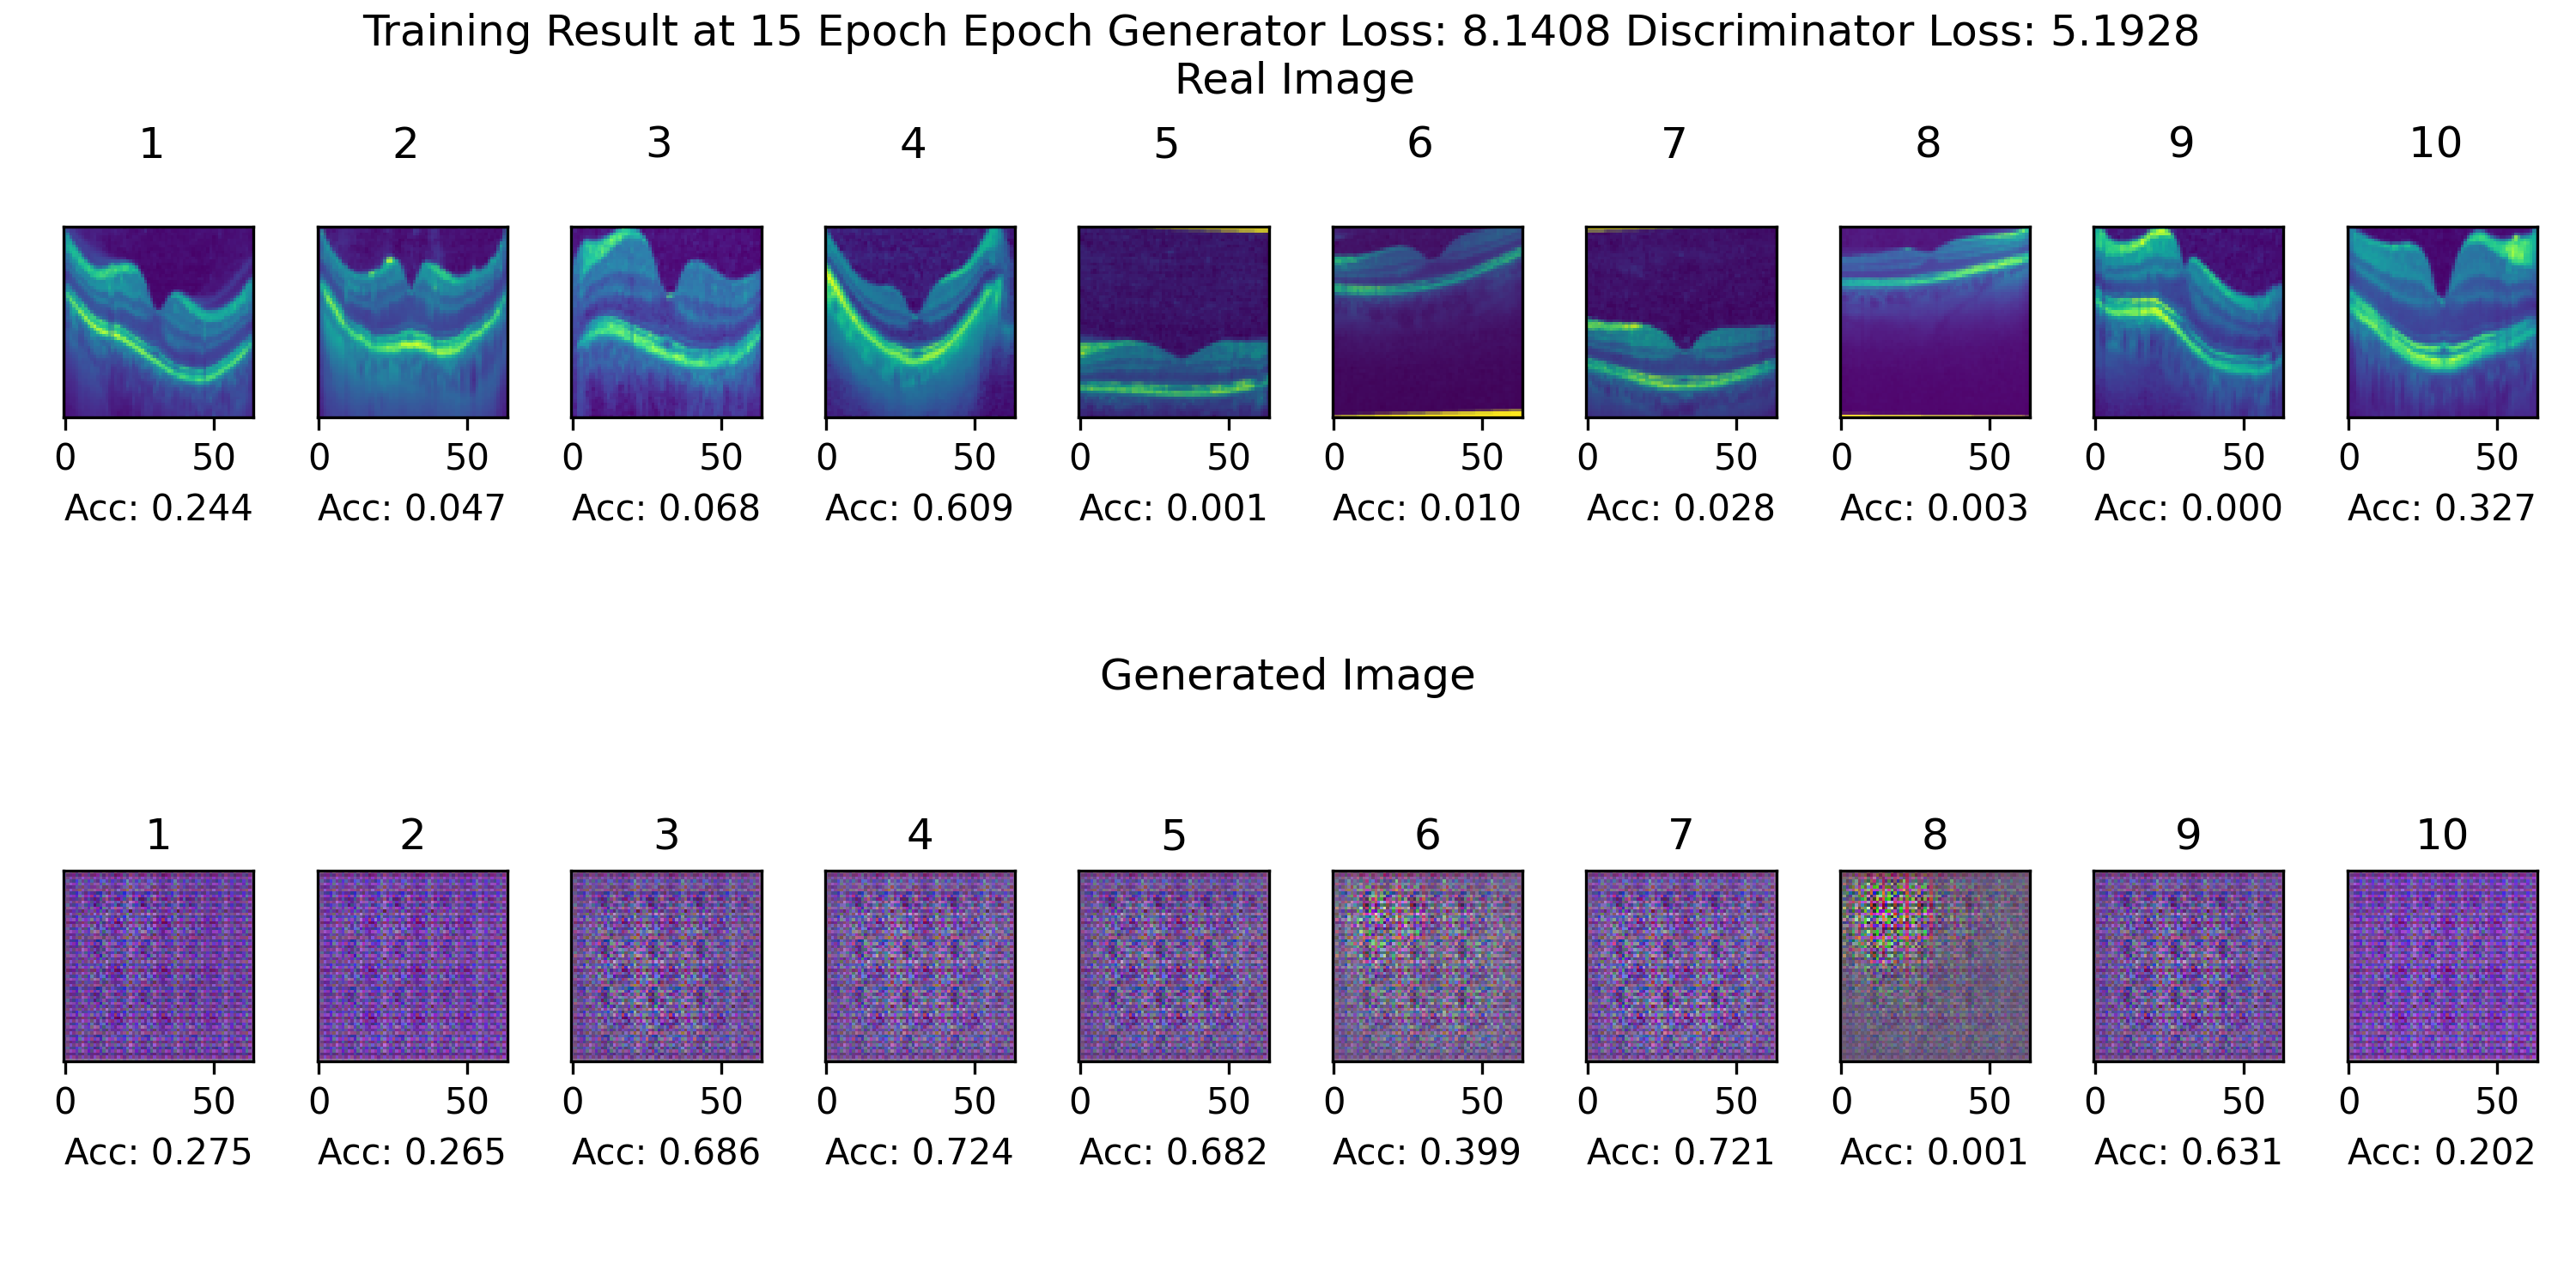 Training Result at 15 Epoch Epoch Generator Loss: 8.1408 Discriminator Loss: 5.1928
Real Image
1 2 3 4 5 6 7 8 9 10
0 50 0 50 0 50 0 50 0 50 0 50 0 50 0 50 0 50 0 50
Acc: 0.244 Acc: 0.047 Acc: 0.068 Acc: 0.609 Acc: 0.001 Acc: 0.010 Acc: 0.028 Acc: 0.003 Acc: 0.000 Acc: 0.327
Generated Image
1 2 3 4 5 6 7 8 9 10
0 50 0 50 0 50 0 50 0 50 0 50 0 50 0 50 0 50 0 50
Acc: 0.275 Acc: 0.265 Acc: 0.686 Acc: 0.724 Acc: 0.682 Acc: 0.399 Acc: 0.721 Acc: 0.001 Acc: 0.631 Acc: 0.202